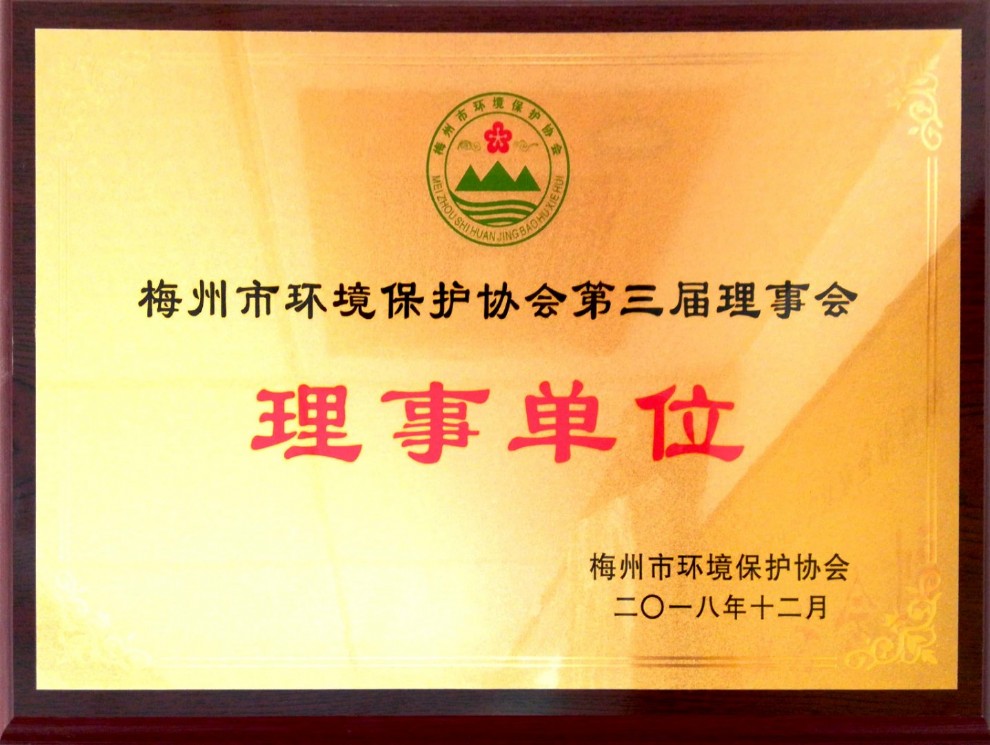 梅州市环境保护协会
MEI ZHOU SHI HUAN JING BAO HU XIE HUI
梅州市环境保护协会第三届理事会
理事单位
梅州市环境保护协会
二〇一八年十二月